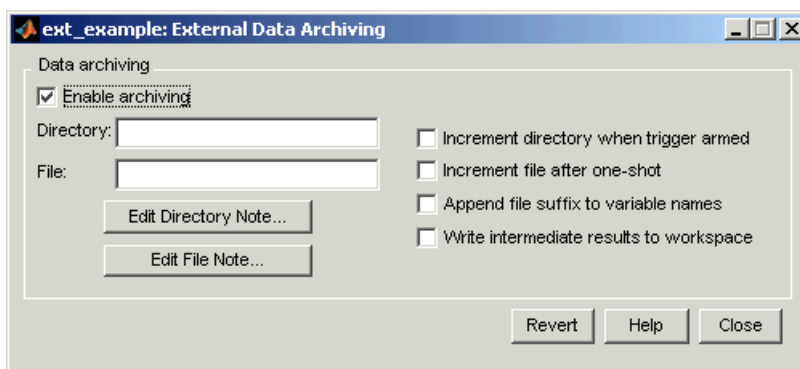 ext_example: External Data Archiving
Data archiving
Enable archiving
Directory:
File:
Edit Directory Note...
Edit File Note...
Increment directory when trigger armed
Increment file after one-shot
Append file suffix to variable names
Write intermediate results to workspace
Revert Help Close